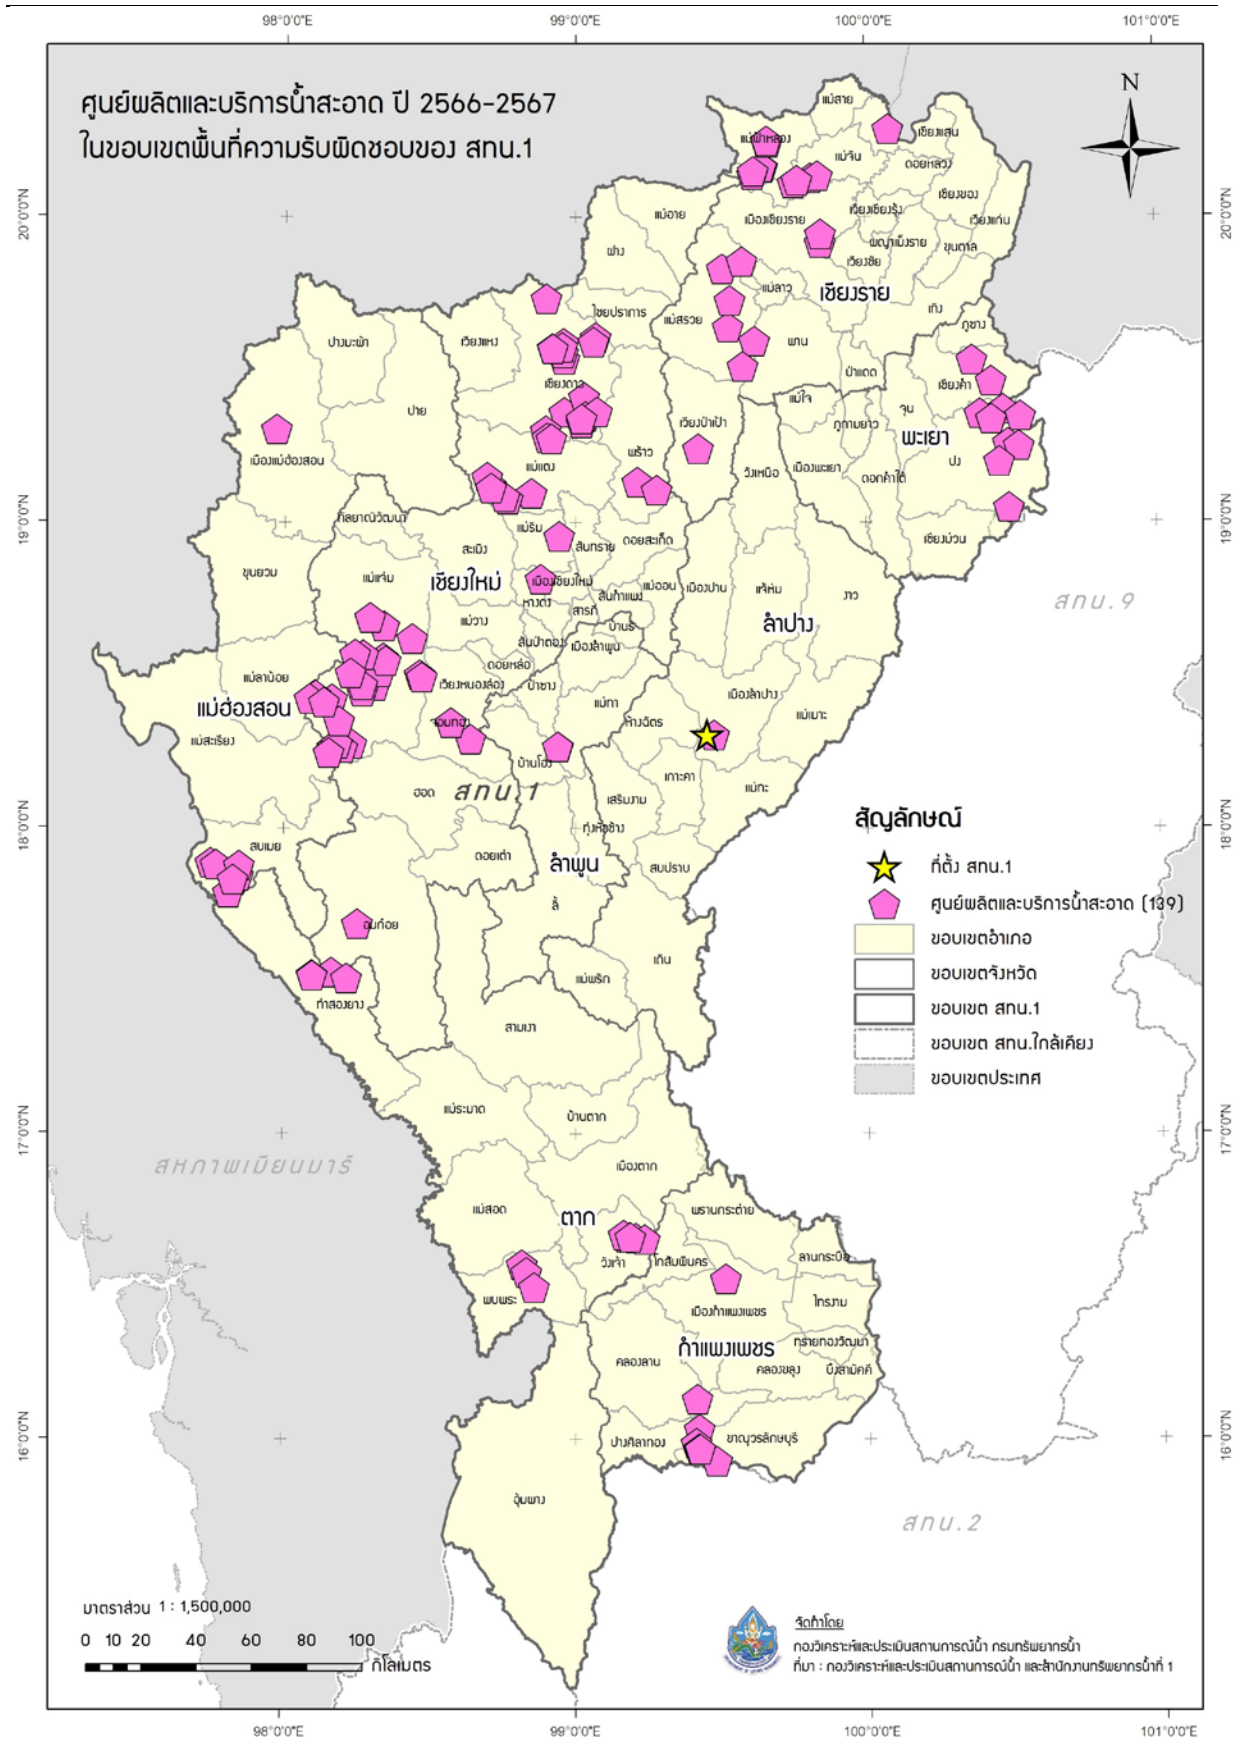 98°0'0"E 99°0'0"E 100°0'0"E 101°0'0"E
ศูนย์ผลิตและบริการน้ำสะอาด ปี 2566-2567
ในขอบเขตพื้นที่ความรับผิดชอบของ สทน.1
N
แม่สาย
แม่ฟ้าหลวง
เชียงแสน
แม่จัน
ดอยหลวง
เชียงของ
แม่อาย
เมืองเชียงราย
เวียงเชียงรุ้ง
เวียงแก่น
20°0'0"N
20°0'0"N
ฝาง
พญาเม็งราย
ขุนตาล
เวียงชัย
แม่ลาว
เชียงราย
ไชยปราการ
แม่สรวย
เทิง
ภูซาง
ปางมะผ้า
เวียงแหง
พาน
ป่าแดด
เชียงดาว
เชียงคำ
ปาย
แม่ใจ
จุน
เวียงป่าเป้า
ภูกามยาว
พะเยา
เมืองแม่ฮ่องสอน
พร้าว
แม่แตง
วังเหนือ
เมืองพะเยา
ปง
ดอกคำใต้
19°0'0"N
19°0'0"N
กัลยาณิวัฒนา
แม่ริม
สันทราย
ดอยสะเก็ด
เชียงม่วน
สะเมิง
ขุนยวม
แม่แจ่ม
เชียงใหม่
เมืองเชียงใหม่
แม่ออน
เมืองปาน
แจ้ห่ม
งาว
หางดง
สันกำแพง
สารภี
สทน.9
แม่วาง
บ้านธิ
ลำปาง
สันป่าตอง
เมืองลำพูน
ดอยหล่อ
แม่ลาน้อย
เวียงหนองล่อง
ป่าซาง
เมืองลำปาง
แม่ฮ่องสอน
แม่ทา
ห้างฉัตร
แม่เมาะ
จอมทอง
แม่สะเรียง
บ้านโฮ่ง
เกาะคา
แม่ทะ
ฮอด
สทน.1
เสริมงาม
สัญลักษณ์
18°0'0"N
18°0'0"N
ทุ่งหัวช้าง
สบเมย
ดอยเต่า
ลำพูน
สบปราบ
ที่ตั้ง สทน.1
ศูนย์ผลิตและบริการน้ำสะอาด (139)
ลี้
อมก๋อย
ขอบเขตอำเภอ
เถิน
ขอบเขตจังหวัด
แม่พริก
ท่าสองยาง
ขอบเขต สทน.1
สามเงา
ขอบเขต สทน.ใกล้เคียง
ขอบเขตประเทศ
แม่ระมาด
บ้านตาก
17°0'0"N
17°0'0"N
สหภาพเมียนมาร์
เมืองตาก
แม่สอด
ตาก
พรานกระต่าย
วังเจ้า
โกสัมพีนคร
ลานกระบือ
พบพระ
เมืองกำแพงเพชร
ไทรงาม
กำแพงเพชร
ทรายทองวัฒนา
คลองลาน
คลองขลุง
บึงสามัคคี
ปางศิลาทอง
ขาณุวรลักษบุรี
16°0'0"N
16°0'0"N
อุ้มผาง
สทน.2
มาตราส่วน 1 : 1,500,000
0 10 20 40 60 80 100
กิโลเมตร
จัดทำโดย
กองวิเคราะห์และประเมินสถานการณ์น้ำ กรมทรัพยากรน้ำ
ที่มา : กองวิเคราะห์และประเมินสถานการณ์น้ำ และสำนักงานทรัพยากรน้ำที่ 1
98°0'0"E 99°0'0"E 100°0'0"E 101°0'0"E